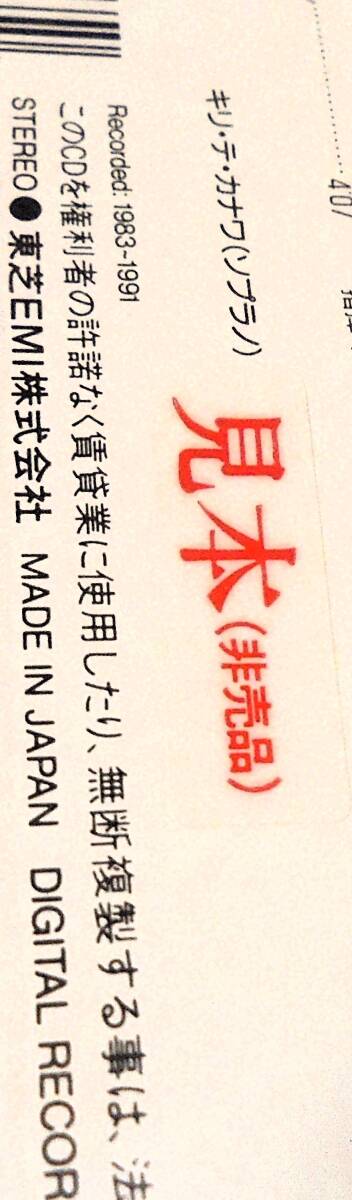 4'07
キリ・テ・カナワ(ソプラノ)
見本(非売品)
Recorded: 1983~1991
このCDを権利者の許諾なく賃貸業に使用したり、無断複製する事は、法
STEREO ● 東芝EMI株式会社 MADE IN JAPAN DIGITAL RECOR